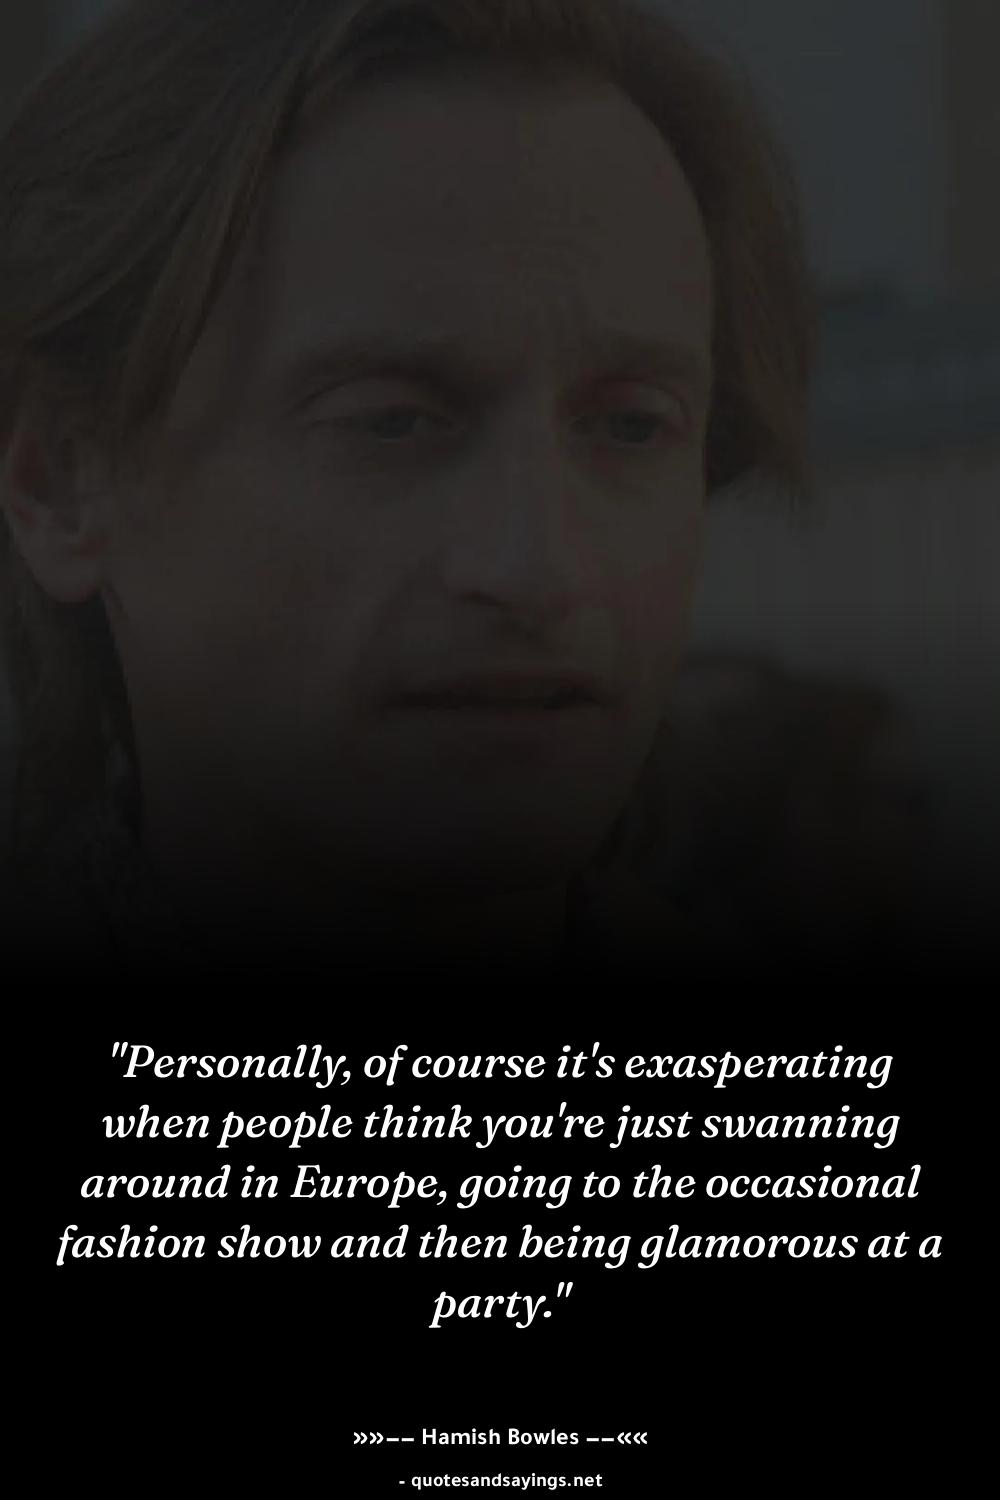 "Personally, of course it's exasperating
when people think you're just swanning
around in Europe, going to the occasional
fashion show and then being glamorous at a
party."
»»-- Hamish Bowles --««
- quotesandsayings.net